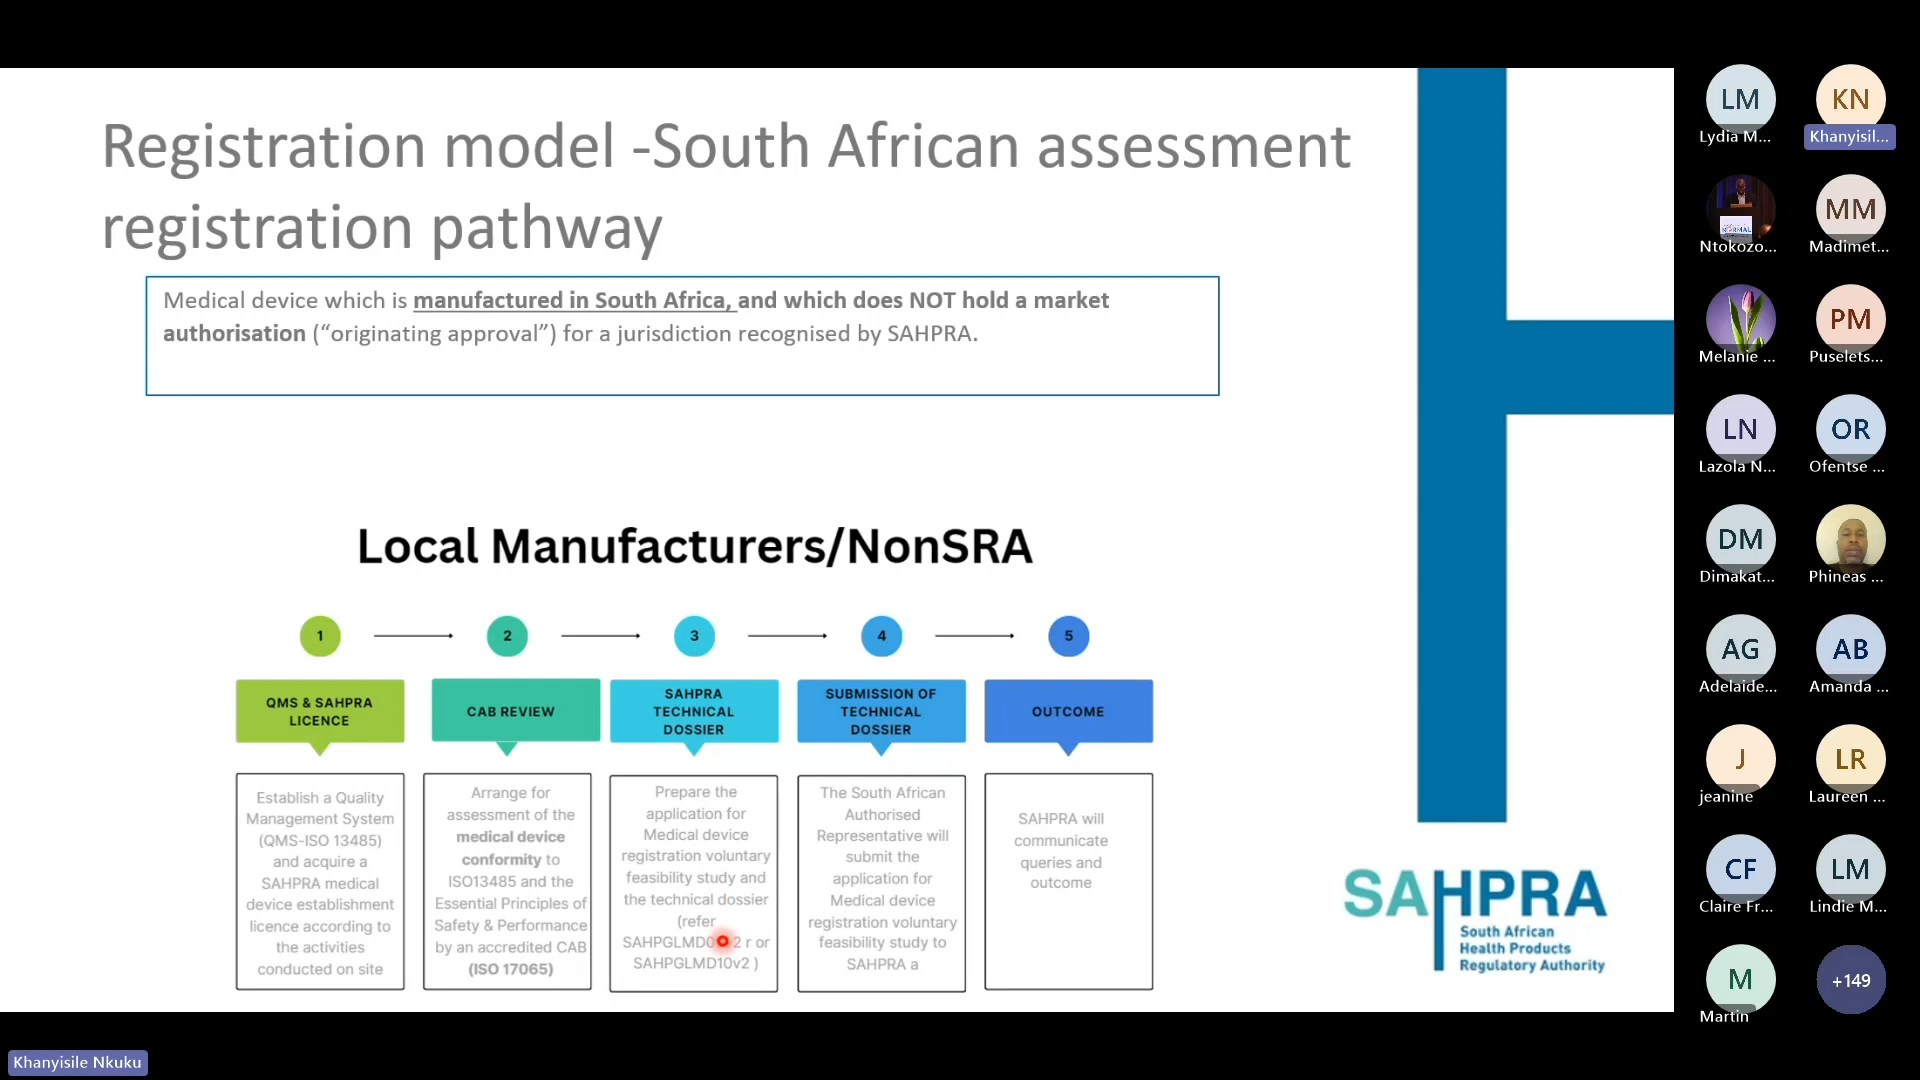 Registration model -South African assessment
registration pathway
Medical device which is manufactured in South Africa, and which does NOT hold a market
authorisation (“originating approval”) for a jurisdiction recognised by SAHPRA.
Local Manufacturers/NonSRA
1
2
3
4
5
QMS & SAHPRA
LICENCE
CAB REVIEW
SAHPRA
TECHNICAL
DOSSIER
SUBMISSION OF
TECHNICAL
DOSSIER
OUTCOME
Establish a Quality
Management System
(QMS-ISO 13485)
and acquire a
SAHPRA medical
device establishment
licence according to
the activities
conducted on site
Arrange for
assessment of the
medical device
conformity to
ISO13485 and the
Essential Principles of
Safety & Performance
by an accredited CAB
(ISO 17065)
Prepare the
application for
Medical device
registration voluntary
feasibility study and
the technical dossier
(refer
r or
SAHPGLMD10v2 )
The South African
Authorised
Representative will
submit the
application for
Medical device
registration voluntary
feasibility study to
SAHPRA a
SAHPRA will
communicate
queries and
outcome
SAHPRA
South African
Health Products
Regulatory Authority
LM
Lydia M...
KN
Khanyisil...
Ntokozo...
MM
Madimet...
Melanie ...
PM
Puselets...
LN
Lazola N...
OR
Ofentse ...
DM
Dimakat...
Phineas ...
AG
Adelaide...
AB
Amanda ...
J
jeanine
LR
Laureen ...
CF
Claire Fr...
LM
Lindie M...
M
Martin
+149
Khanyisile Nkuku